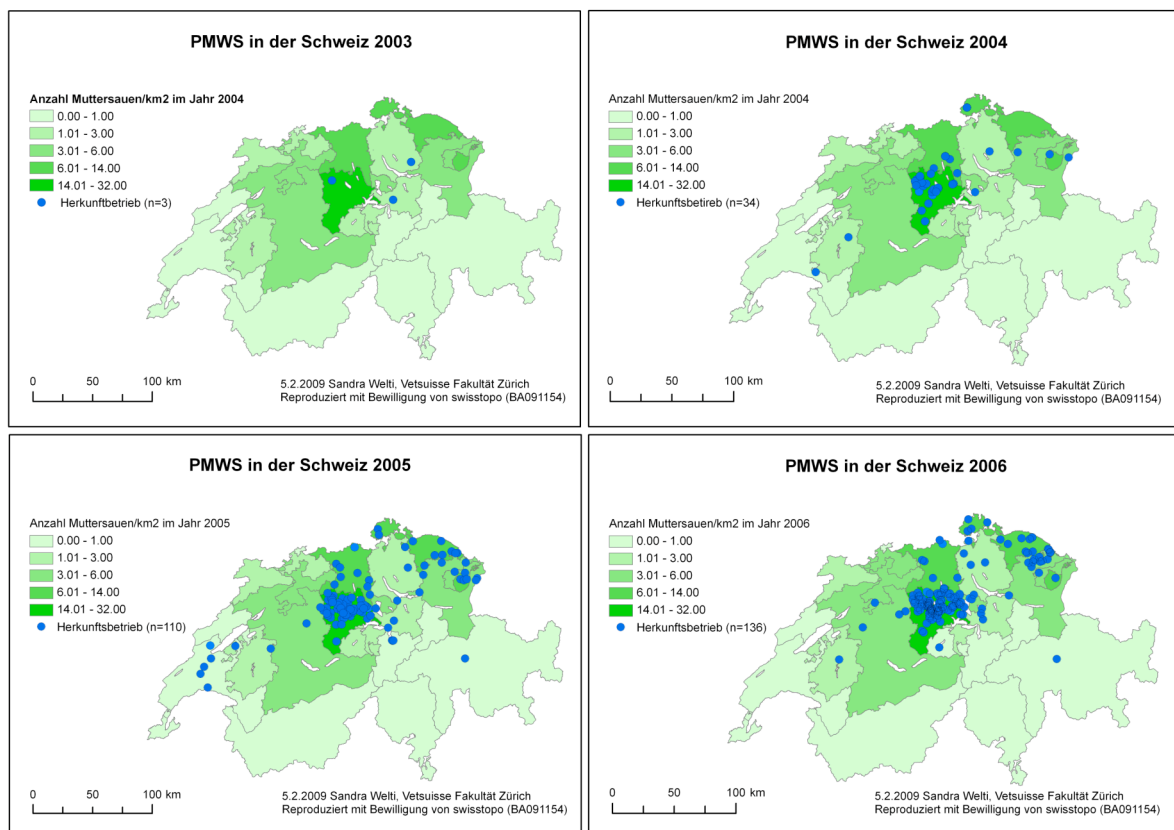 PMWS in der Schweiz 2003
Anzahl Muttersauen/km2 im Jahr 2004
0.00 - 1.00
1.01 - 3.00
3.01 - 6.00
6.01 - 14.00
14.01 - 32.00
Herkunftbetrieb (n=3)
0 50 100 km
5.2.2009 Sandra Welti, Vetsuisse Fakultät Zürich
Reproduziert mit Bewilligung von swisstopo (BA091154)
PMWS in der Schweiz 2004
Anzahl Muttersauen/km2 im Jahr 2004
0.00 - 1.00
1.01 - 3.00
3.01 - 6.00
6.01 - 14.00
14.01 - 32.00
Herkunftsbetrieb (n=34)
0 50 100 km
5.2.2009 Sandra Welti, Vetsuisse Fakultät Zürich
Reproduziert mit Bewilligung von swisstopo (BA091154)
PMWS in der Schweiz 2005
Anzahl Muttersauen/km2 im Jahr 2005
0.00 - 1.00
1.01 - 3.00
3.01 - 6.00
6.01 - 14.00
14.01 - 32.00
Herkunftsbetrieb (n=110)
0 50 100 km
5.2.2009 Sandra Welti, Vetsuisse Fakultät Zürich
Reproduziert mit Bewilligung von swisstopo (BA091154)
PMWS in der Schweiz 2006
Anzahl Muttersauen/km2 im Jahr 2006
0.00 - 1.00
1.01 - 3.00
3.01 - 6.00
6.01 - 14.00
14.01 - 32.00
Herkunftsbetrieb (n=136)
0 50 100 km
5.2.2009 Sandra Welti, Vetsuisse Fakultät Zürich
Reproduziert mit Bewilligung von swisstopo (BA091154)